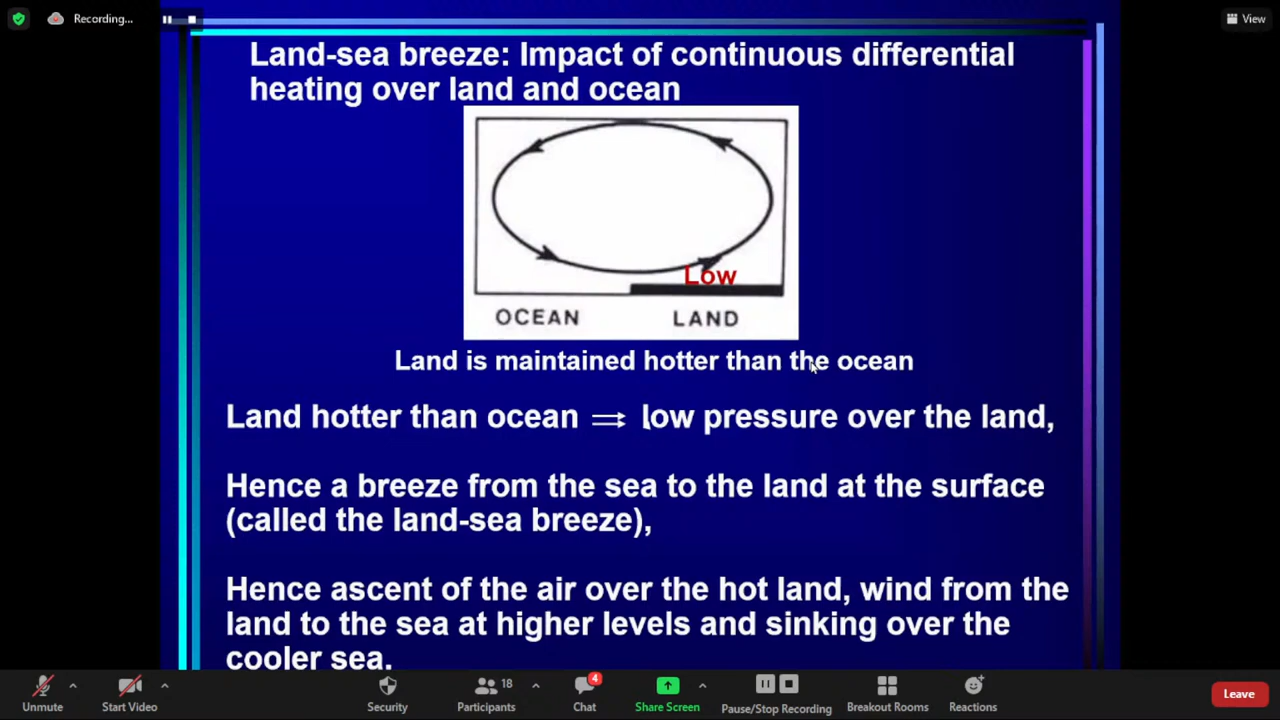 Recording...
View
Land-sea breeze: Impact of continuous differential
heating over land and ocean
Low
OCEAN LAND
Land is maintained hotter than the ocean
Land hotter than ocean ⇒ low pressure over the land,
Hence a breeze from the sea to the land at the surface
(called the land-sea breeze),
Hence ascent of the air over the hot land, wind from the
land to the sea at higher levels and sinking over the
cooler sea.
Unmute
Start Video
Security
Participants 18
Chat 4
Share Screen
Pause/Stop Recording
Breakout Rooms
Reactions
Leave